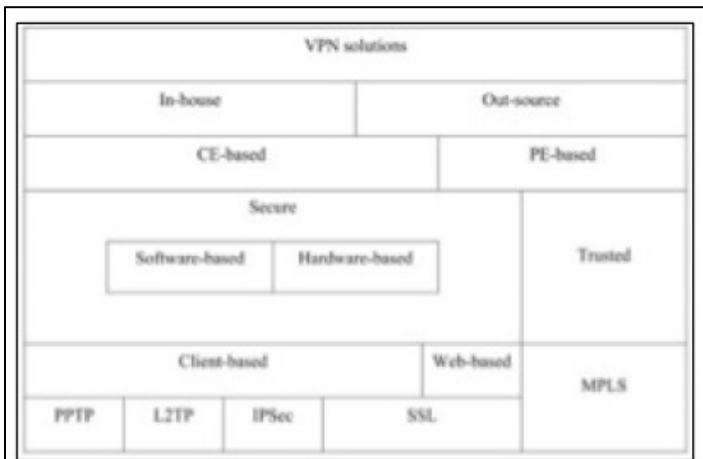 VPN solutions
In-house
Out-source
CE-based
PE-based
Secure
Software-based
Hardware-based
Trusted
Client-based
Web-based
MPLS
PPTP
L2TP
IPSec
SSL